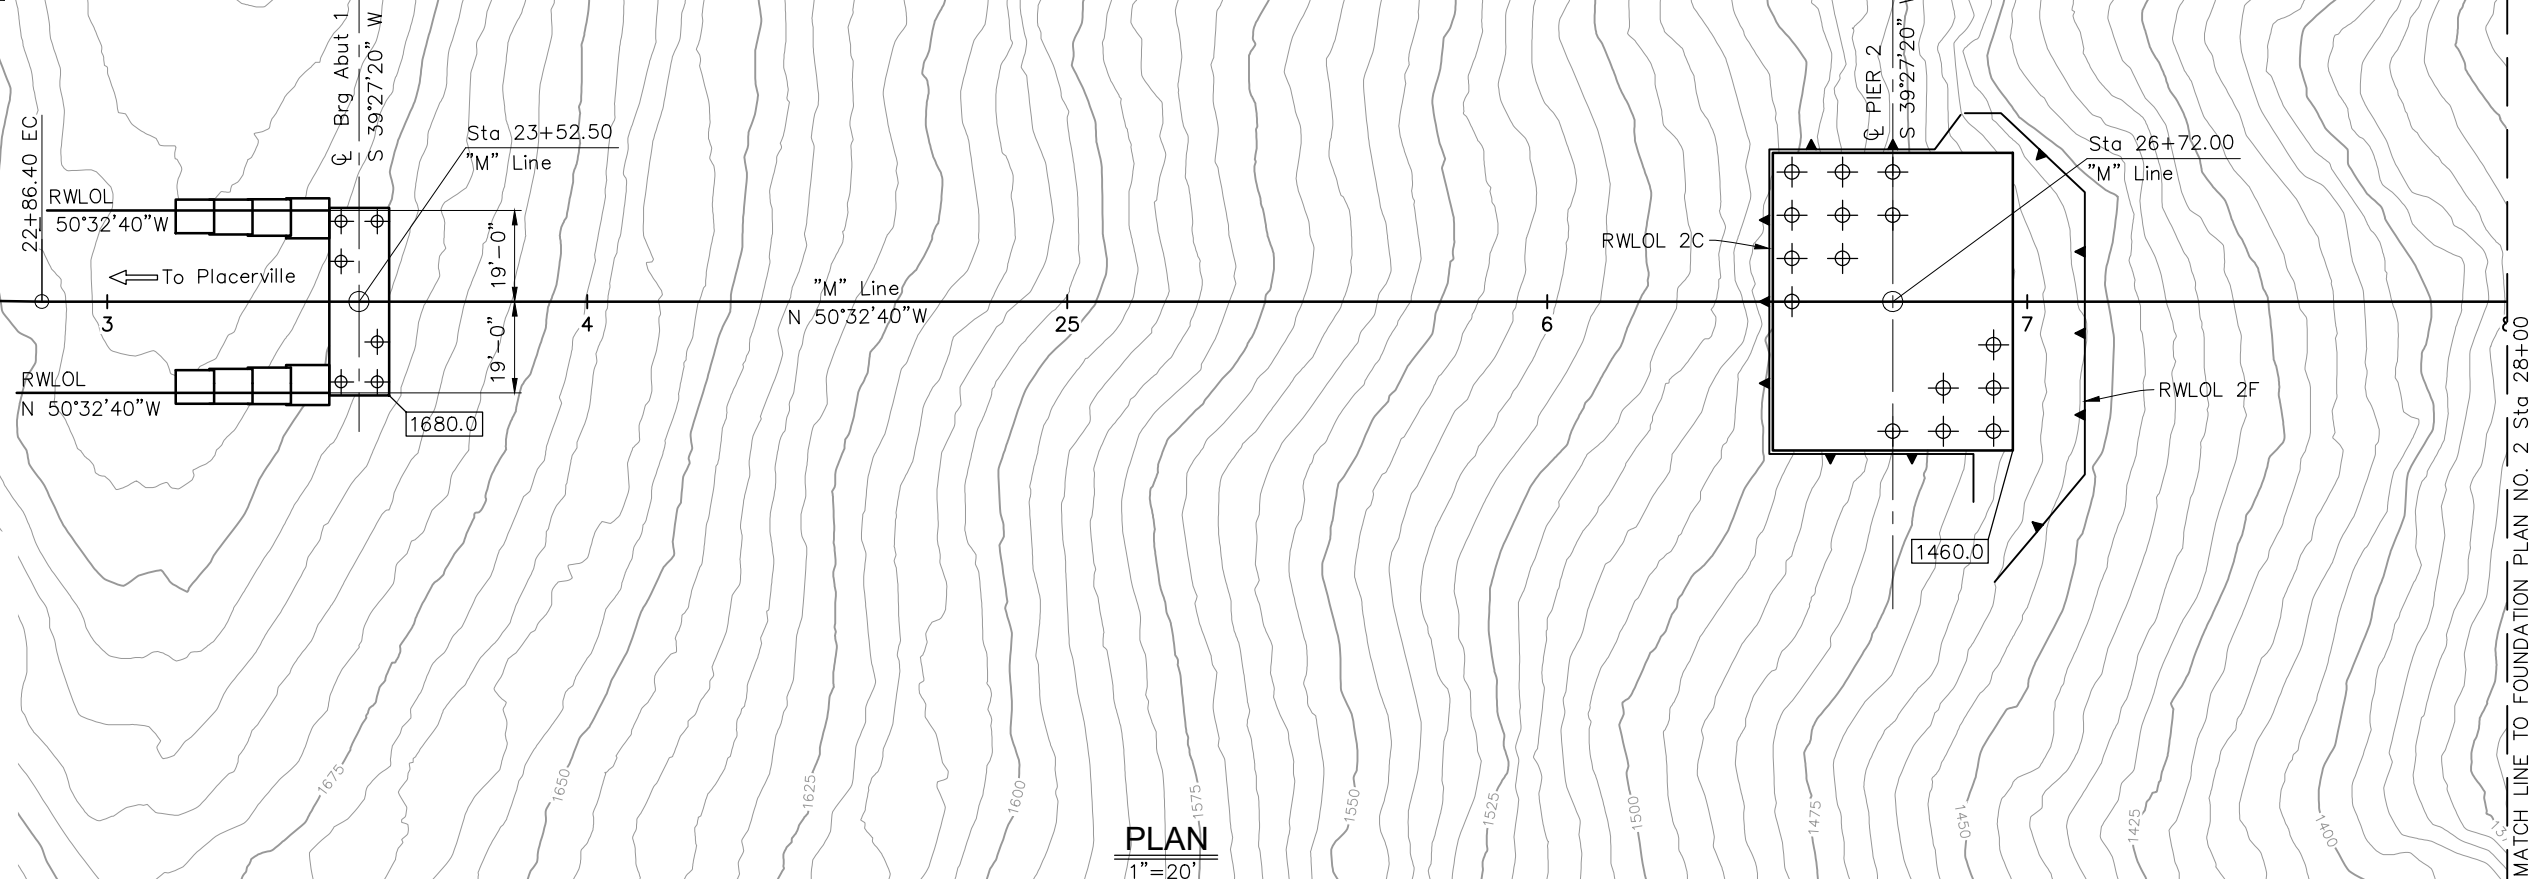 22+86.40 EC
RWLOL
50°32'40"W
℄ Brg Abut 1
S 39°27'20" W
Sta 23+52.50
"M" Line
To Placerville
19'-0"
19'-0"
RWLOL
N 50°32'40"W
1680.0
"M" Line
N 50°32'40"W
3
4
25
6
7
8
℄ PIER 2
S 39°27'20"
Sta 26+72.00
"M" Line
RWLOL 2C
RWLOL 2F
1460.0
1675
1650
1625
1600
1575
1550
1525
1500
1475
1450
1425
1400
PLAN
1"=20'
MATCH LINE TO FOUNDATION PLAN NO. 2 Sta 28+00